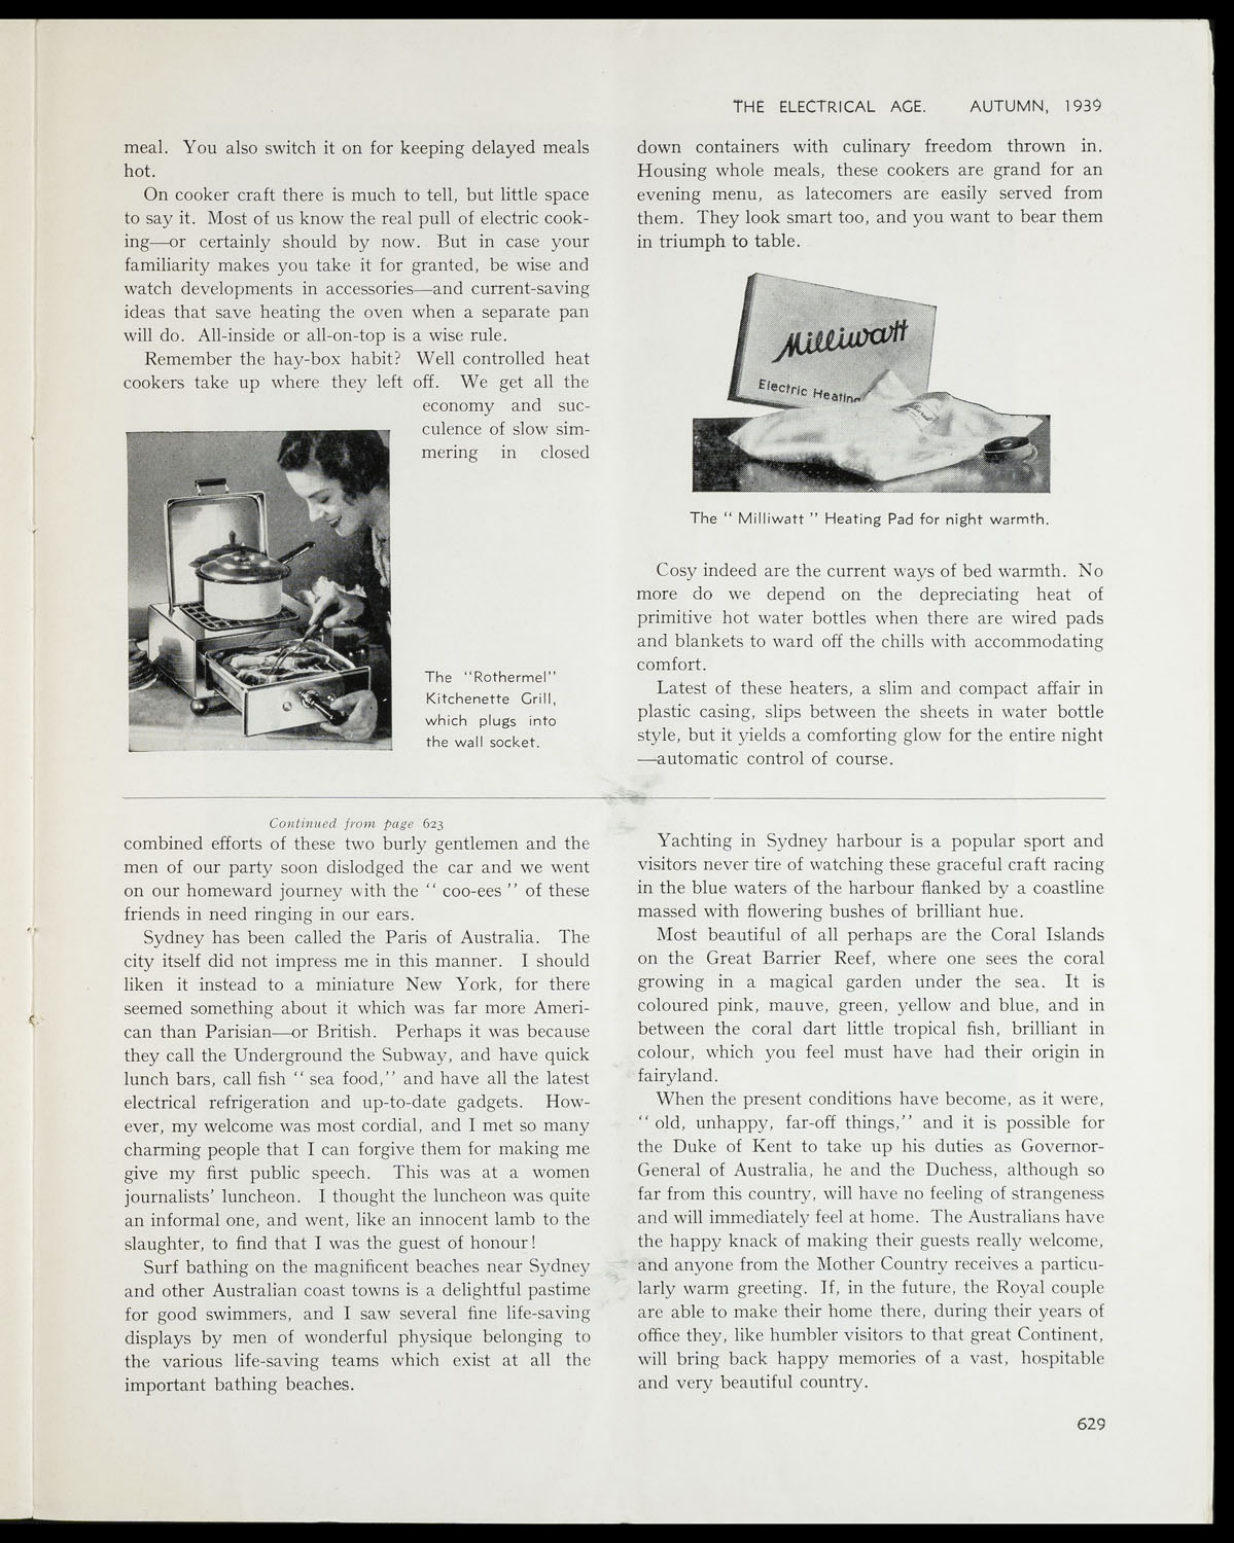 THE ELECTRICAL AGE. AUTUMN, 1939
meal. You also switch it on for keeping delayed meals
hot.
On cooker craft there is much to tell, but little space
to say it. Most of us know the real pull of electric cook-
ing—or certainly should by now. But in case your
familiarity makes you take it for granted, be wise and
watch developments in accessories—and current-saving
ideas that save heating the oven when a separate pan
will do. All-inside or all-on-top is a wise rule.
Remember the hay-box habit? Well controlled heat
cookers take up where they left off. We get all the
economy and suc-
culence of slow sim-
mering in closed
The "Rothermel"
Kitchenette Grill,
which plugs into
the wall socket.
down containers with culinary freedom thrown in.
Housing whole meals, these cookers are grand for an
evening menu, as latecomers are easily served from
them. They look smart too, and you want to bear them
in triumph to table.
Milliwatt
Electric Heating
The " Milliwatt " Heating Pad for night warmth.
Cosy indeed are the current ways of bed warmth. No
more do we depend on the depreciating heat of
primitive hot water bottles when there are wired pads
and blankets to ward off the chills with accommodating
comfort.
Latest of these heaters, a slim and compact affair in
plastic casing, slips between the sheets in water bottle
style, but it yields a comforting glow for the entire night
—automatic control of course.
Continued from page 623
combined efforts of these two burly gentlemen and the
men of our party soon dislodged the car and we went
on our homeward journey with the " coo-ees " of these
friends in need ringing in our ears.
Sydney has been called the Paris of Australia. The
city itself did not impress me in this manner. I should
liken it instead to a miniature New York, for there
seemed something about it which was far more Ameri-
can than Parisian—or British. Perhaps it was because
they call the Underground the Subway, and have quick
lunch bars, call fish " sea food," and have all the latest
electrical refrigeration and up-to-date gadgets. How-
ever, my welcome was most cordial, and I met so many
charming people that I can forgive them for making me
give my first public speech. This was at a women
journalists' luncheon. I thought the luncheon was quite
an informal one, and went, like an innocent lamb to the
slaughter, to find that I was the guest of honour!
Surf bathing on the magnificent beaches near Sydney
and other Australian coast towns is a delightful pastime
for good swimmers, and I saw several fine life-saving
displays by men of wonderful physique belonging to
the various life-saving teams which exist at all the
important bathing beaches.
Yachting in Sydney harbour is a popular sport and
visitors never tire of watching these graceful craft racing
in the blue waters of the harbour flanked by a coastline
massed with flowering bushes of brilliant hue.
Most beautiful of all perhaps are the Coral Islands
on the Great Barrier Reef, where one sees the coral
growing in a magical garden under the sea. It is
coloured pink, mauve, green, yellow and blue, and in
between the coral dart little tropical fish, brilliant in
colour, which you feel must have had their origin in
fairyland.
When the present conditions have become, as it were,
" old, unhappy, far-off things," and it is possible for
the Duke of Kent to take up his duties as Governor-
General of Australia, he and the Duchess, although so
far from this country, will have no feeling of strangeness
and will immediately feel at home. The Australians have
the happy knack of making their guests really welcome,
and anyone from the Mother Country receives a particu-
larly warm greeting. If, in the future, the Royal couple
are able to make their home there, during their years of
office they, like humbler visitors to that great Continent,
will bring back happy memories of a vast, hospitable
and very beautiful country.
629